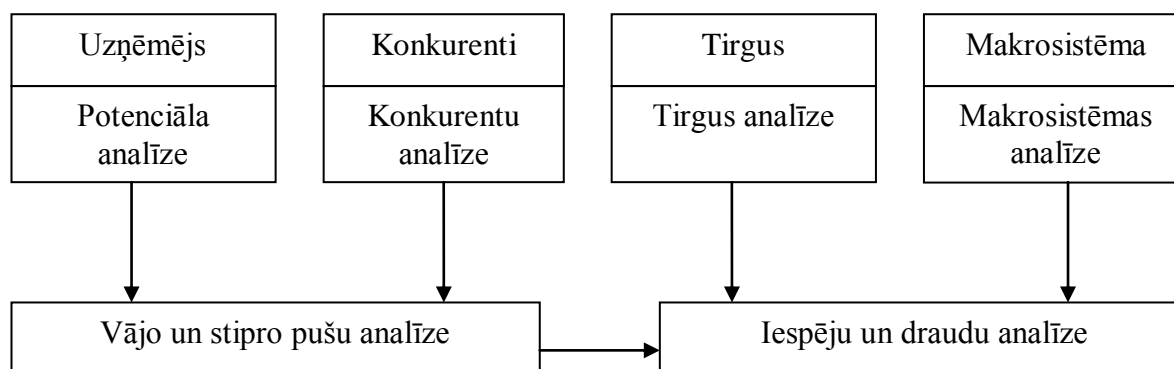 Uzņēmējs
Potenciāla
analīze
Konkurenti
Konkurentu
analīze
Tirgus
Tirgus analīze
Makrosistēma
Makrosistēmas
analīze
Vājo un stipro pušu analīze
Iespēju un draudu analīze